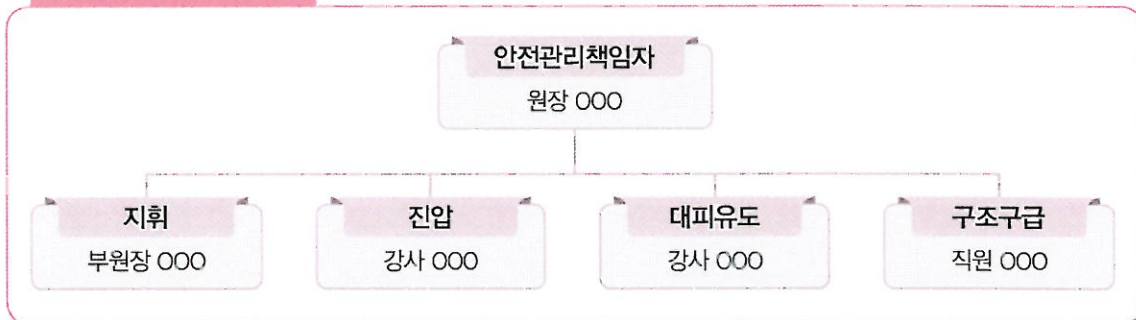 안전관리책임자
원장 OOO
지휘
부원장 OOO
진압
강사 OOO
대피유도
강사 OOO
구조구급
직원 OOO